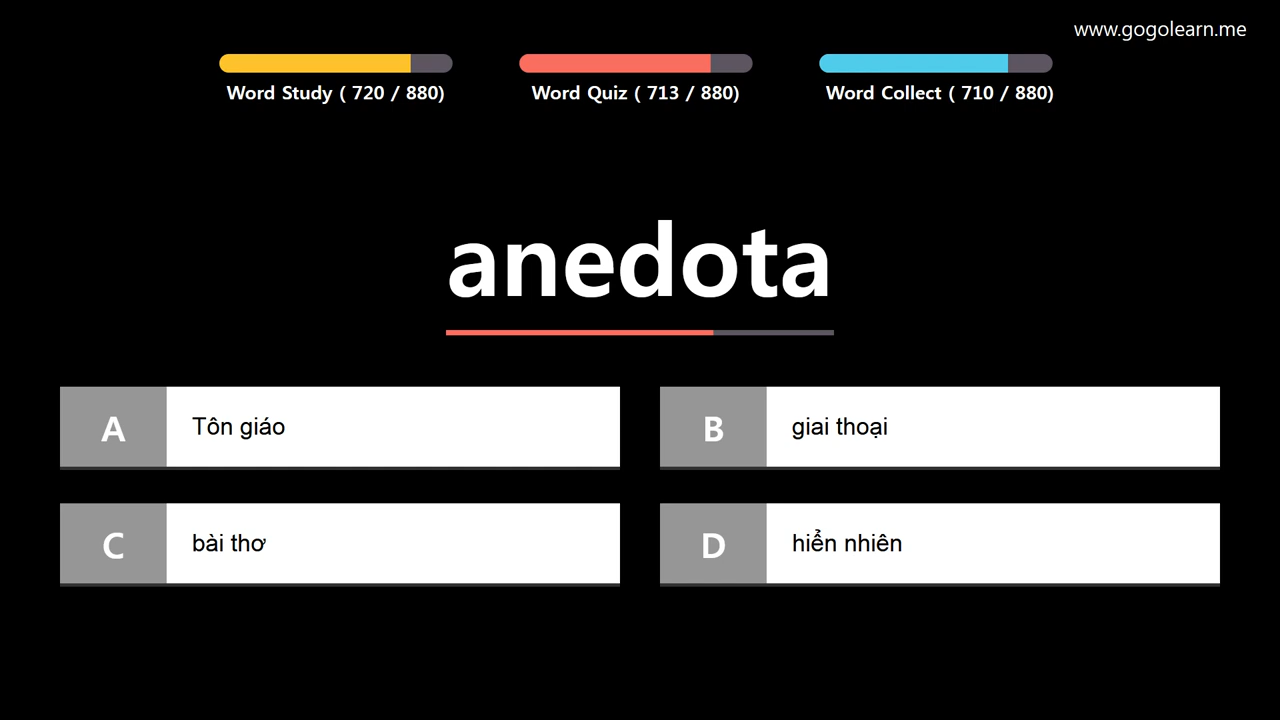 www.gogolearn.me
Word Study ( 720 / 880)
Word Quiz ( 713 / 880)
Word Collect ( 710 / 880)
anedota
A
Tôn giáo
B
giai thoại
C
bài thơ
D
hiển nhiên